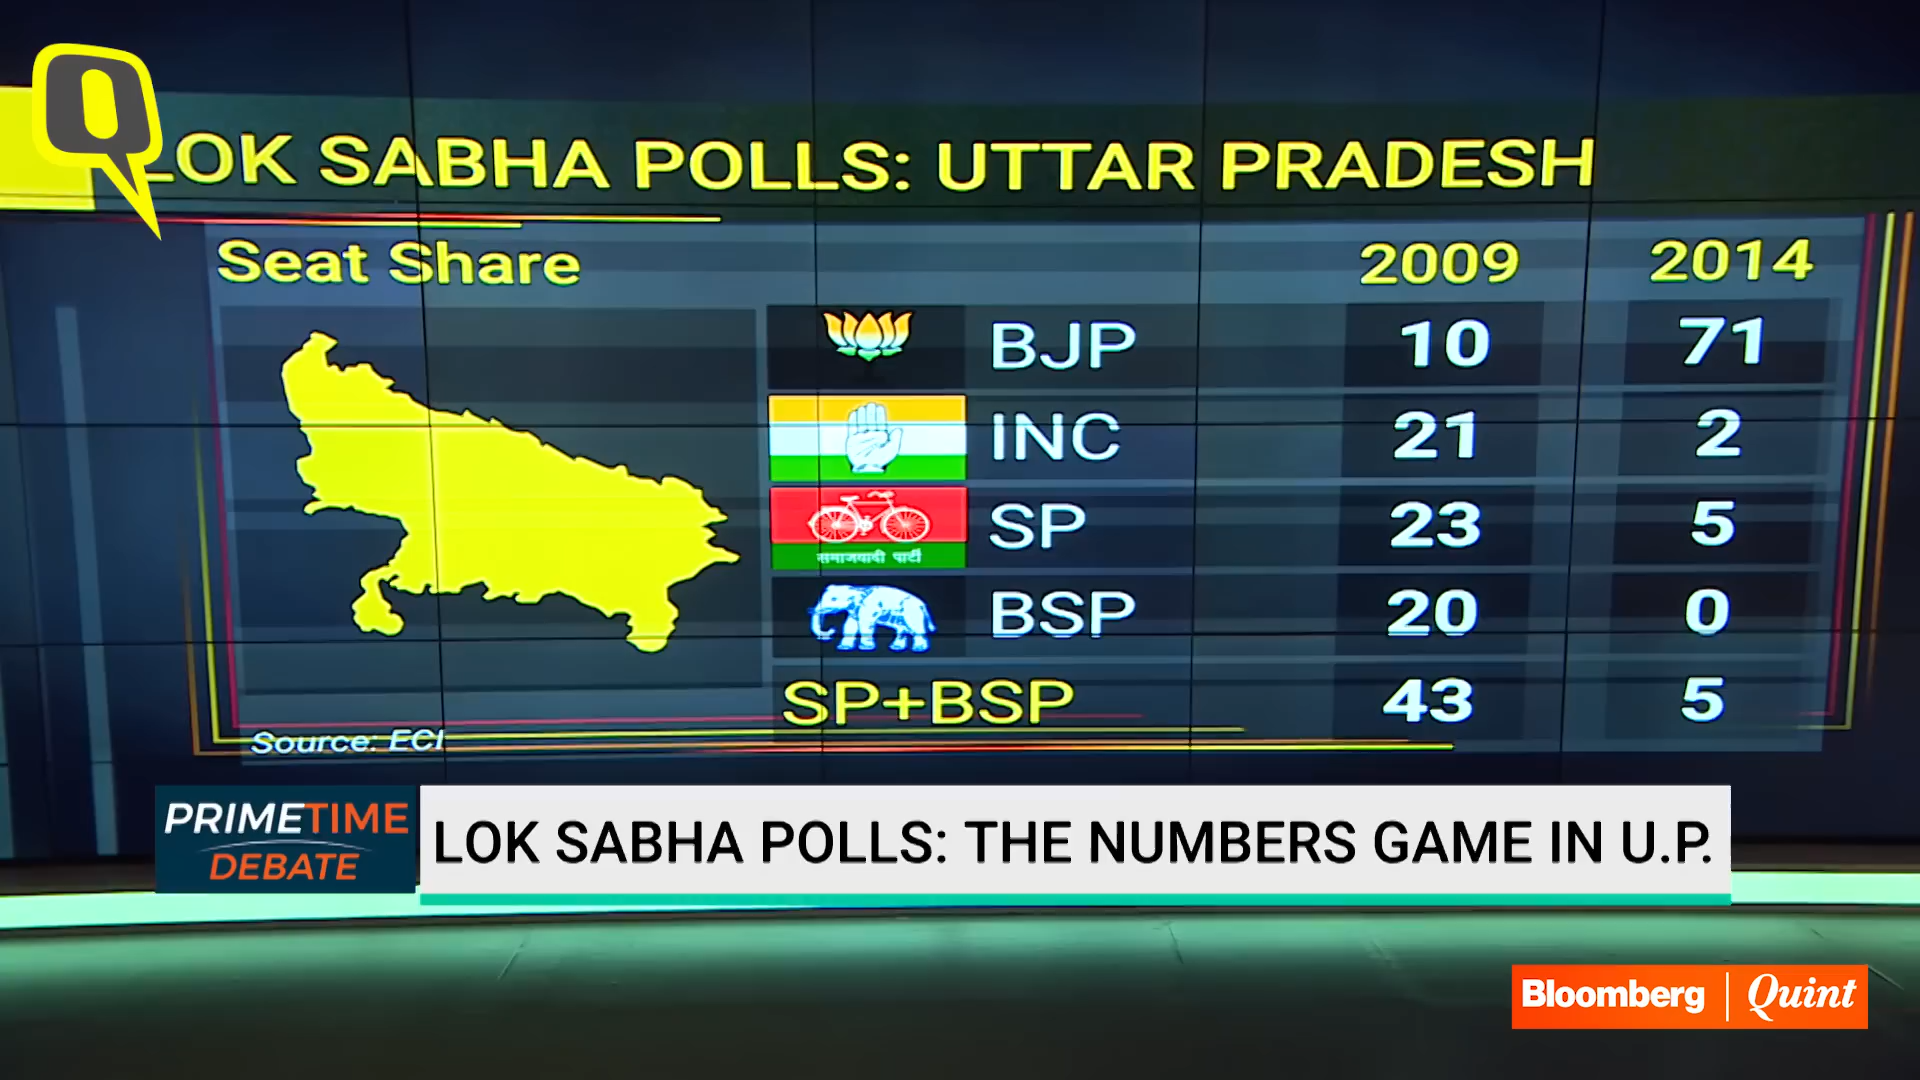 Q
LOK SABHA POLLS: UTTAR PRADESH
Seat Share 2009 2014
BJP 10 71
INC 21 2
SP 23 5
समाजवादी पार्टी
BSP 20 0
SP+BSP 43 5
Source: ECI
PRIMETIME
DEBATE
LOK SABHA POLLS: THE NUMBERS GAME IN U.P.
Bloomberg | Quint